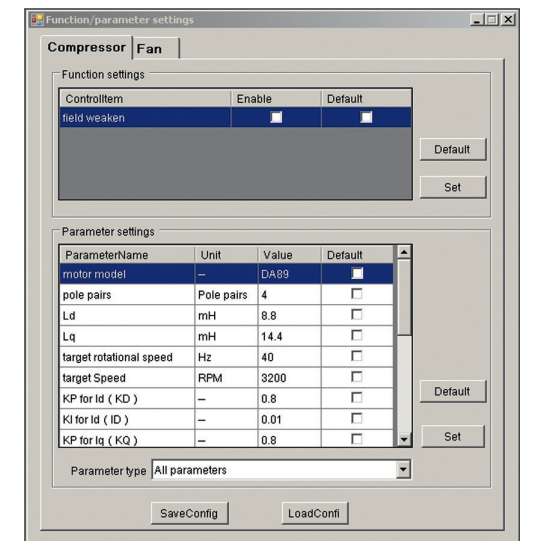 Function/parameter settings
Compressor Fan
Function settings
ControlItem Enable Default
field weaken
Default
Set
Parameter settings
ParameterName Unit Value Default
motor model – DA89
pole pairs Pole pairs 4
Ld mH 8.8
Lq mH 14.4
target rotational speed Hz 40
target Speed RPM 3200
KP for Id ( KD ) – 0.8
Default
KI for Id ( ID ) – 0.01
KP for Iq ( KQ ) – 0.8
Set
Parameter type All parameters
SaveConfig LoadConfi